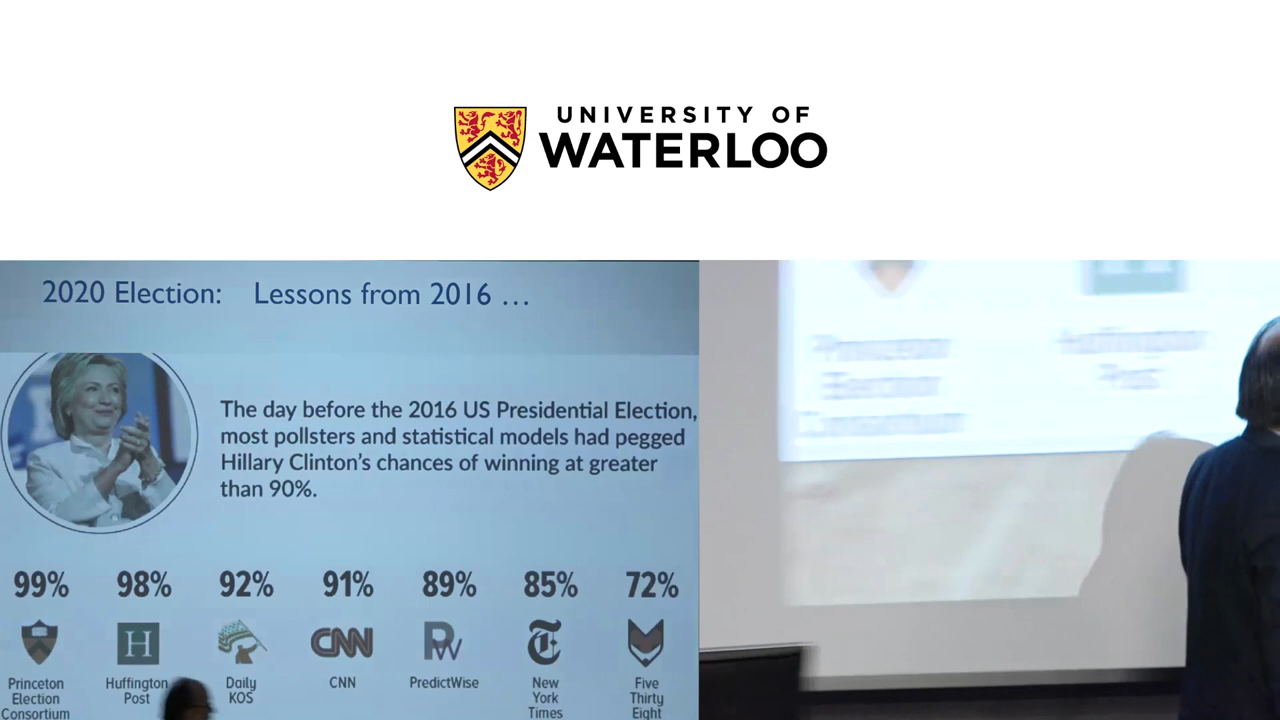 UNIVERSITY OF
WATERLOO
2020 Election: Lessons from 2016 ...
The day before the 2016 US Presidential Election,
most pollsters and statistical models had pegged
Hillary Clinton's chances of winning at greater
than 90%.
99% 98% 92% 91% 89% 85% 72%
H CNN PW T
Princeton
Election
Consortium
Huffington
Post
Daily
KOS
CNN
PredictWise
New
York
Times
Five
Thirty
Eight